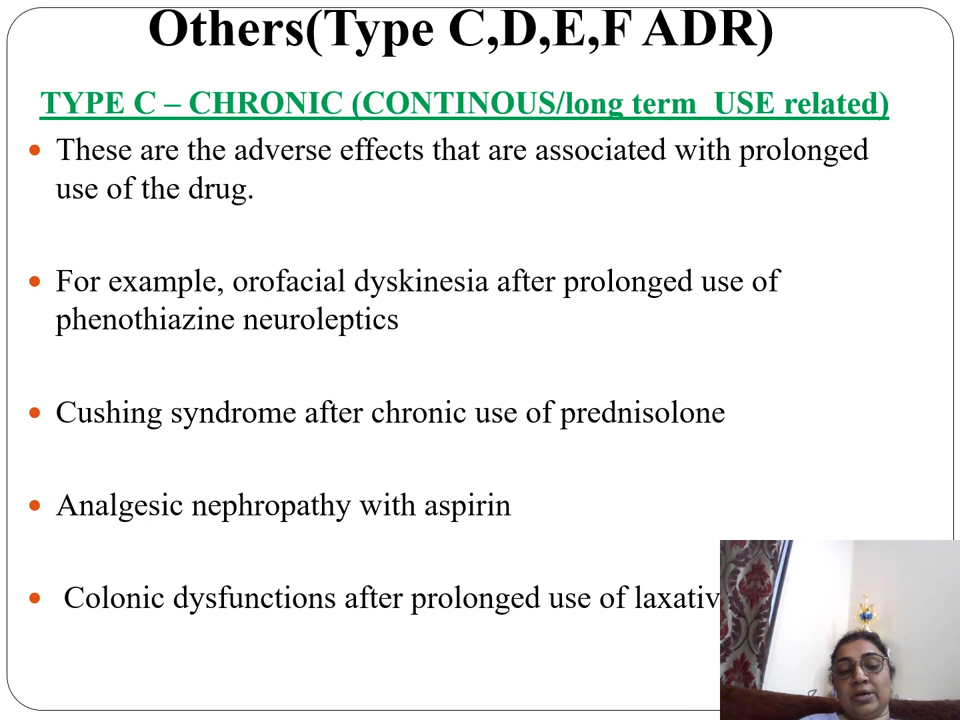 Others(Type C,D,E,F ADR)
TYPE C – CHRONIC (CONTINOUS/long term USE related)
• These are the adverse effects that are associated with prolonged
use of the drug.
• For example, orofacial dyskinesia after prolonged use of
phenothiazine neuroleptics
• Cushing syndrome after chronic use of prednisolone
• Analgesic nephropathy with aspirin
• Colonic dysfunctions after prolonged use of laxativ